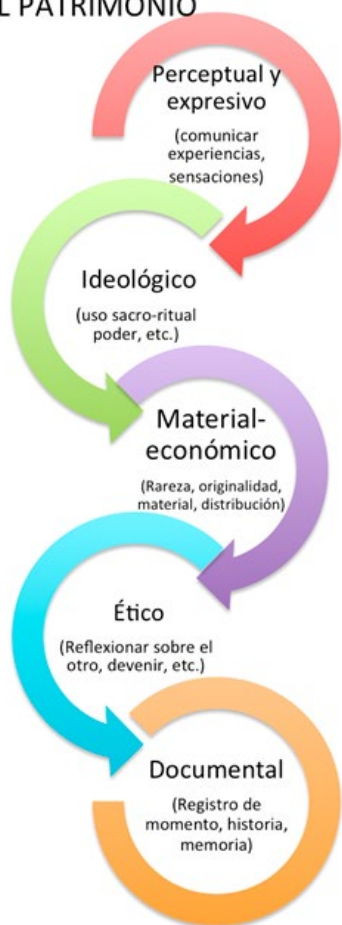 L PATRIMONIO
Perceptual y
expresivo
(comunicar
experiencias,
sensaciones)
Ideológico
(uso sacro-ritual
poder, etc.)
Material-
económico
(Rareza, originalidad,
material, distribución)
Ético
(Reflexionar sobre el
otro, devenir, etc.)
Documental
(Registro de
momento, historia,
memoria)